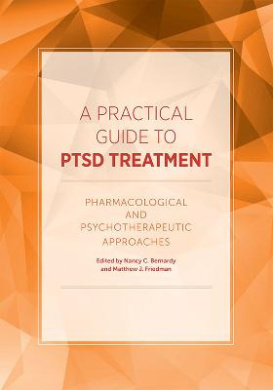 A PRACTICAL
GUIDE TO
PTSD TREATMENT
PHARMACOLOGICAL
AND
PSYCHOTHERAPEUTIC
APPROACHES
Edited by Nancy C. Bernardy
and Matthew J. Friedman